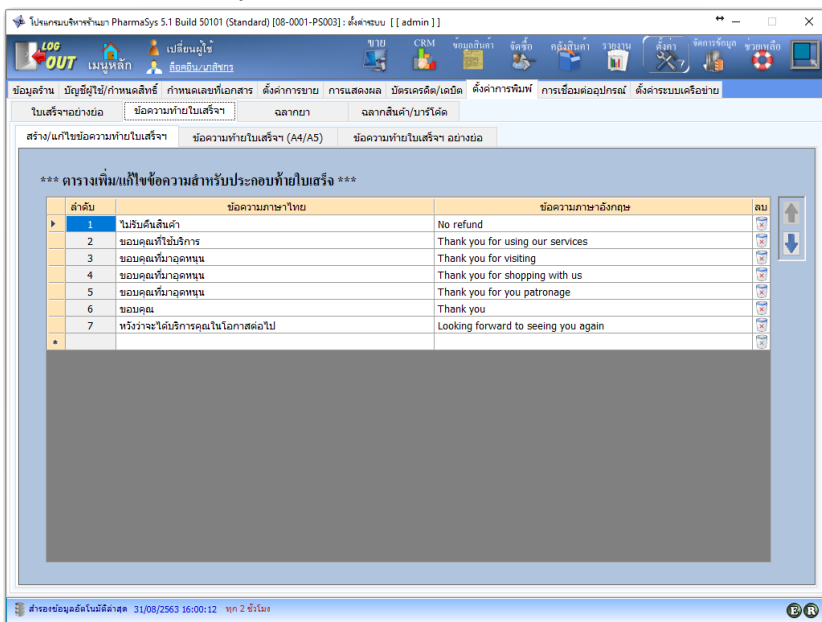 โปรแกรมบริหารร้านยา PharmaSys 5.1 Build 50101 (Standard) [08-0001-PS003] : ตั้งค่าระบบ [ [ admin ] ]
LOG OUT เมนูหลัก เปลี่ยนผู้ใช้ ล็อคอิน/เภสัชกร ขาย CRM ข้อมูลสินค้า จัดซื้อ คลังสินค้า รายงาน ตั้งค่า จัดการข้อมูล ช่วยเหลือ
ข้อมูลร้าน บัญชีผู้ใช้/กำหนดสิทธิ์ กำหนดเลขที่เอกสาร ตั้งค่าการขาย การแสดงผล บัตรเครดิต/เดบิต ตั้งค่าการพิมพ์ การเชื่อมต่ออุปกรณ์ ตั้งค่าระบบเครือข่าย
ใบเสร็จฯอย่างย่อ ข้อความท้ายใบเสร็จฯ ฉลากยา ฉลากสินค้า/บาร์โค้ด
สร้าง/แก้ไขข้อความท้ายใบเสร็จฯ ข้อความท้ายใบเสร็จฯ (A4/A5) ข้อความท้ายใบเสร็จฯ อย่างย่อ
*** ตารางเพิ่ม/แก้ไขข้อความสำหรับประกอบท้ายใบเสร็จ ***
ลำดับ ข้อความภาษาไทย ข้อความภาษาอังกฤษ ลบ
1 ไม่รับคืนสินค้า No refund
2 ขอบคุณที่ใช้บริการ Thank you for using our services
3 ขอบคุณที่มาอุดหนุน Thank you for visiting
4 ขอบคุณที่มาอุดหนุน Thank you for shopping with us
5 ขอบคุณที่มาอุดหนุน Thank you for you patronage
6 ขอบคุณ Thank you
7 หวังว่าจะได้บริการคุณในโอกาสต่อไป Looking forward to seeing you again
สำรองข้อมูลอัตโนมัติล่าสุด 31/08/2563 16:00:12 ทุก 2 ชั่วโมง E R